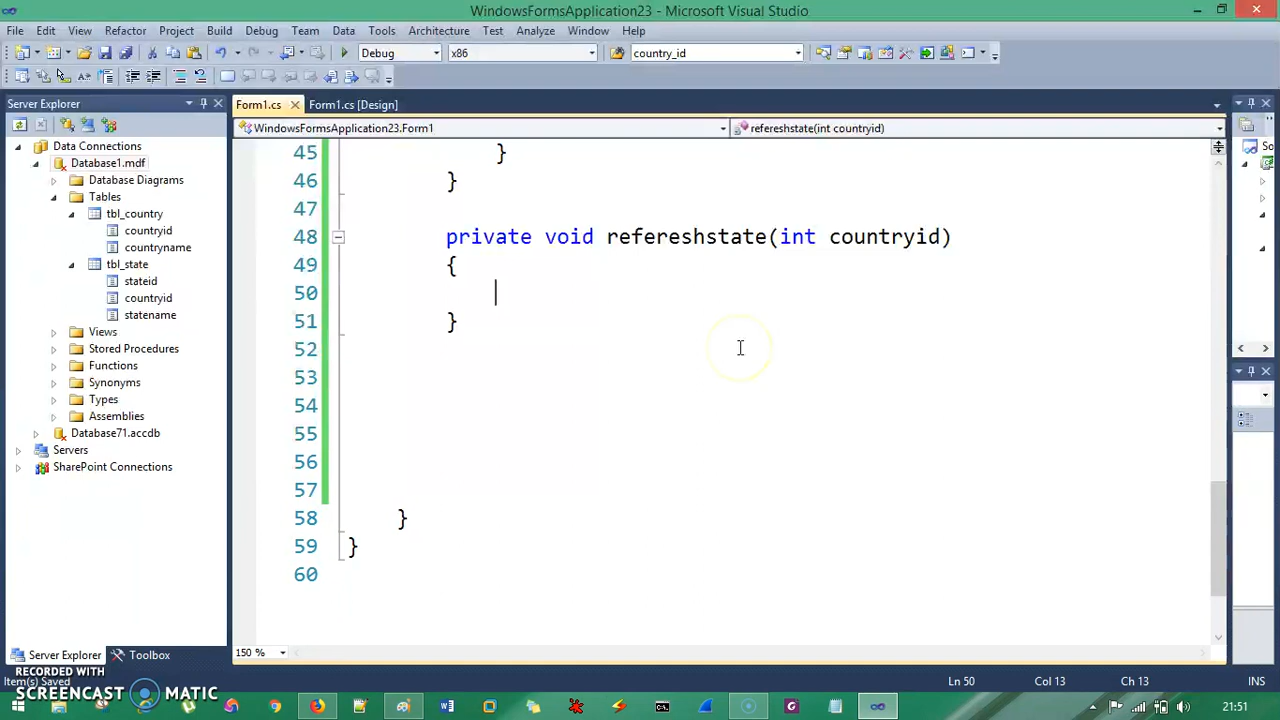 WindowsFormsApplication23 - Microsoft Visual Studio
File Edit View Refactor Project Build Debug Team Data Tools Architecture Test Analyze Window Help
Debug x86 country_id
Server Explorer
Form1.cs Form1.cs [Design]
WindowsFormsApplication23.Form1 refereshstate(int countryid)
Data Connections
Database1.mdf
Database Diagrams
Tables
tbl_country
countryid
countryname
tbl_state
stateid
countryid
statename
Views
Stored Procedures
Functions
Synonyms
Types
Assemblies
Database71.accdb
Servers
SharePoint Connections
45 }
46 }
47
48 private void refereshstate(int countryid)
49 {
50
51 }
52
53
54
55
56
57
58 }
59 }
60
So
150 %
Server Explorer Toolbox
RECORDED WITH
SCREENCAST MATIC
Item(s) Saved
Ln 50 Col 13 Ch 13 INS
21:51